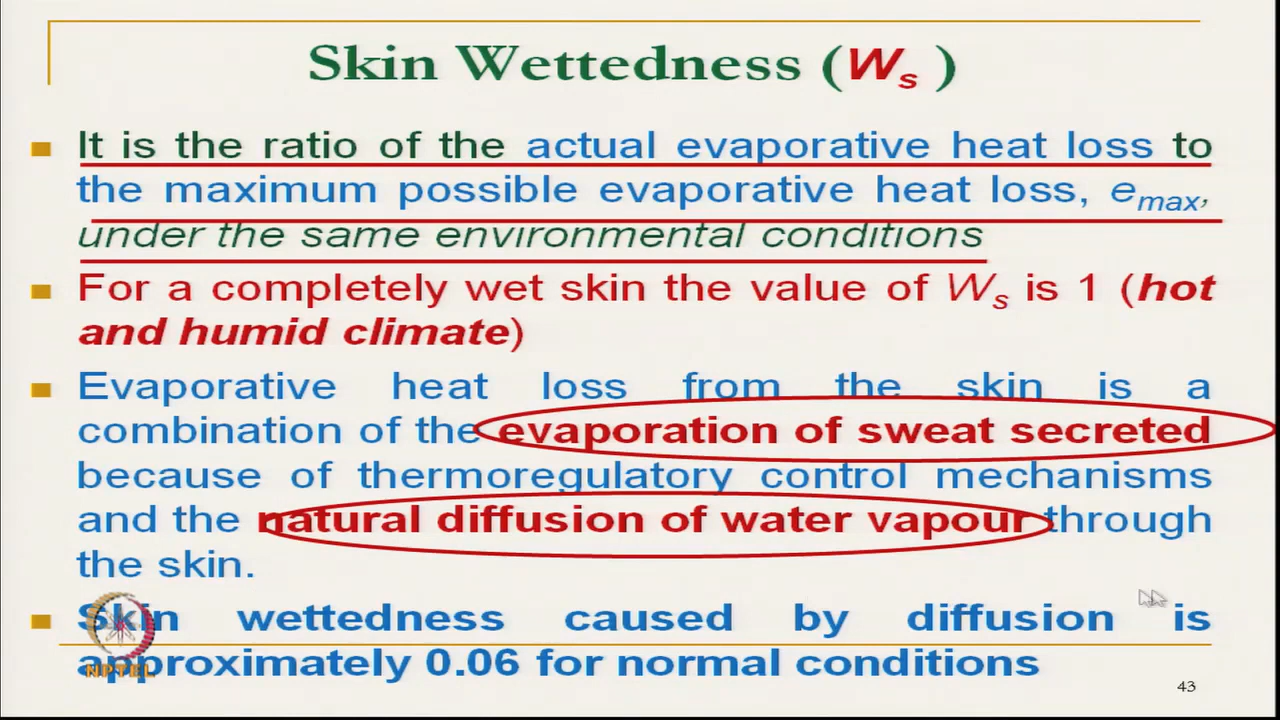 Skin Wettedness (Ws )
It is the ratio of the actual evaporative heat loss to
the maximum possible evaporative heat loss, emax,
under the same environmental conditions
For a completely wet skin the value of Ws is 1 (hot
and humid climate)
Evaporative heat loss from the skin is a
combination of the evaporation of sweat secreted
because of thermoregulatory control mechanisms
and the natural diffusion of water vapour through
the skin.
Skin wettedness caused by diffusion is
approximately 0.06 for normal conditions
NPTEL
43